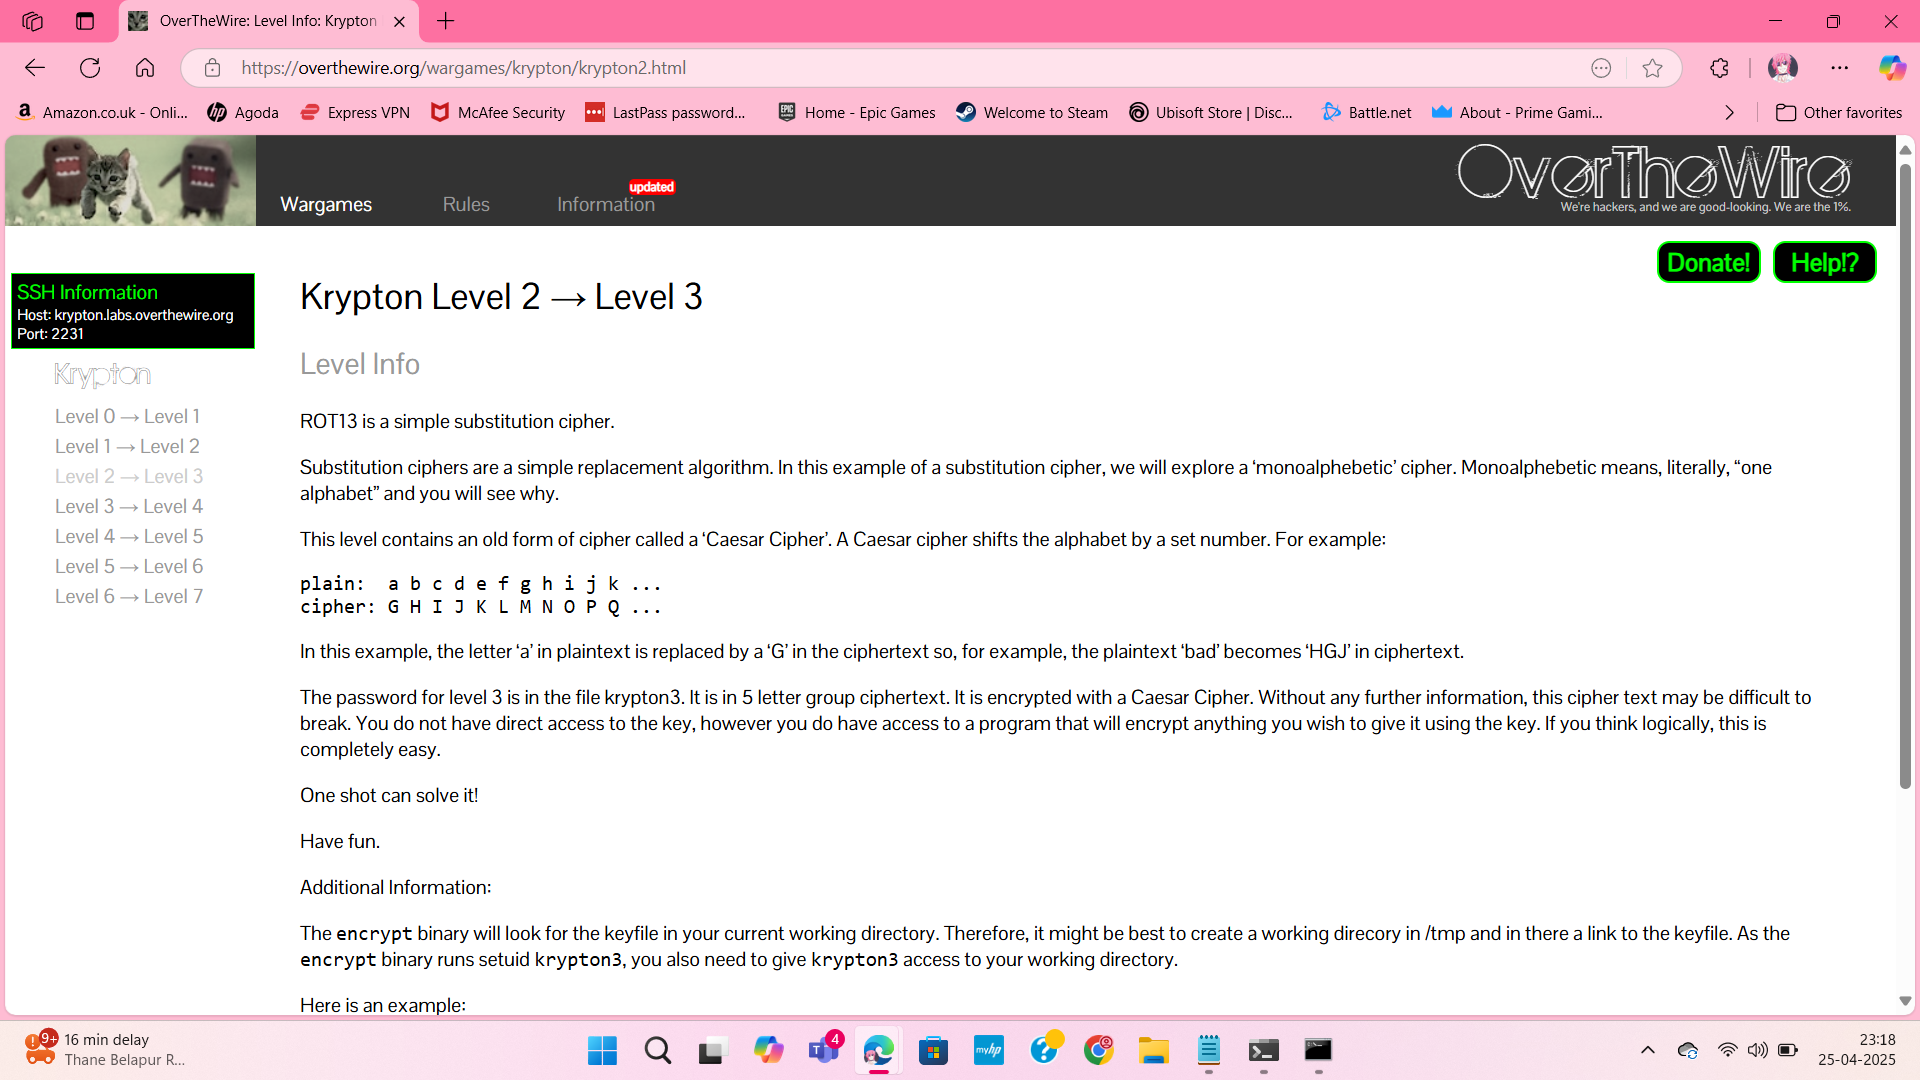 OverTheWire: Level Info: Krypton
https://overthewire.org/wargames/krypton/krypton2.html
Amazon.co.uk - Onli...
Agoda
Express VPN
McAfee Security
LastPass password...
Home - Epic Games
Welcome to Steam
Ubisoft Store | Disc...
Battle.net
About - Prime Gami...
Other favorites
Wargames
Rules
Information
updated
OverTheWire
We're hackers, and we are good-looking. We are the 1%.
Donate!
Help!?
SSH Information
Host: krypton.labs.overthewire.org
Port: 2231
Krypton
Level 0 → Level 1
Level 1 → Level 2
Level 2 → Level 3
Level 3 → Level 4
Level 4 → Level 5
Level 5 → Level 6
Level 6 → Level 7
Krypton Level 2 → Level 3
Level Info
ROT13 is a simple substitution cipher.
Substitution ciphers are a simple replacement algorithm. In this example of a substitution cipher, we will explore a ‘monoalphebetic’ cipher. Monoalphebetic means, literally, “one
alphabet” and you will see why.
This level contains an old form of cipher called a ‘Caesar Cipher’. A Caesar cipher shifts the alphabet by a set number. For example:
plain:  a b c d e f g h i j k ...
cipher: G H I J K L M N O P Q ...
In this example, the letter ‘a’ in plaintext is replaced by a ‘G’ in the ciphertext so, for example, the plaintext ‘bad’ becomes ‘HGJ’ in ciphertext.
The password for level 3 is in the file krypton3. It is in 5 letter group ciphertext. It is encrypted with a Caesar Cipher. Without any further information, this cipher text may be difficult to
break. You do not have direct access to the key, however you do have access to a program that will encrypt anything you wish to give it using the key. If you think logically, this is
completely easy.
One shot can solve it!
Have fun.
Additional Information:
The encrypt binary will look for the keyfile in your current working directory. Therefore, it might be best to create a working direcory in /tmp and in there a link to the keyfile. As the
encrypt binary runs setuid krypton3, you also need to give krypton3 access to your working directory.
Here is an example:
9+
16 min delay
Thane Belapur R...
4
myhp
23:18
25-04-2025